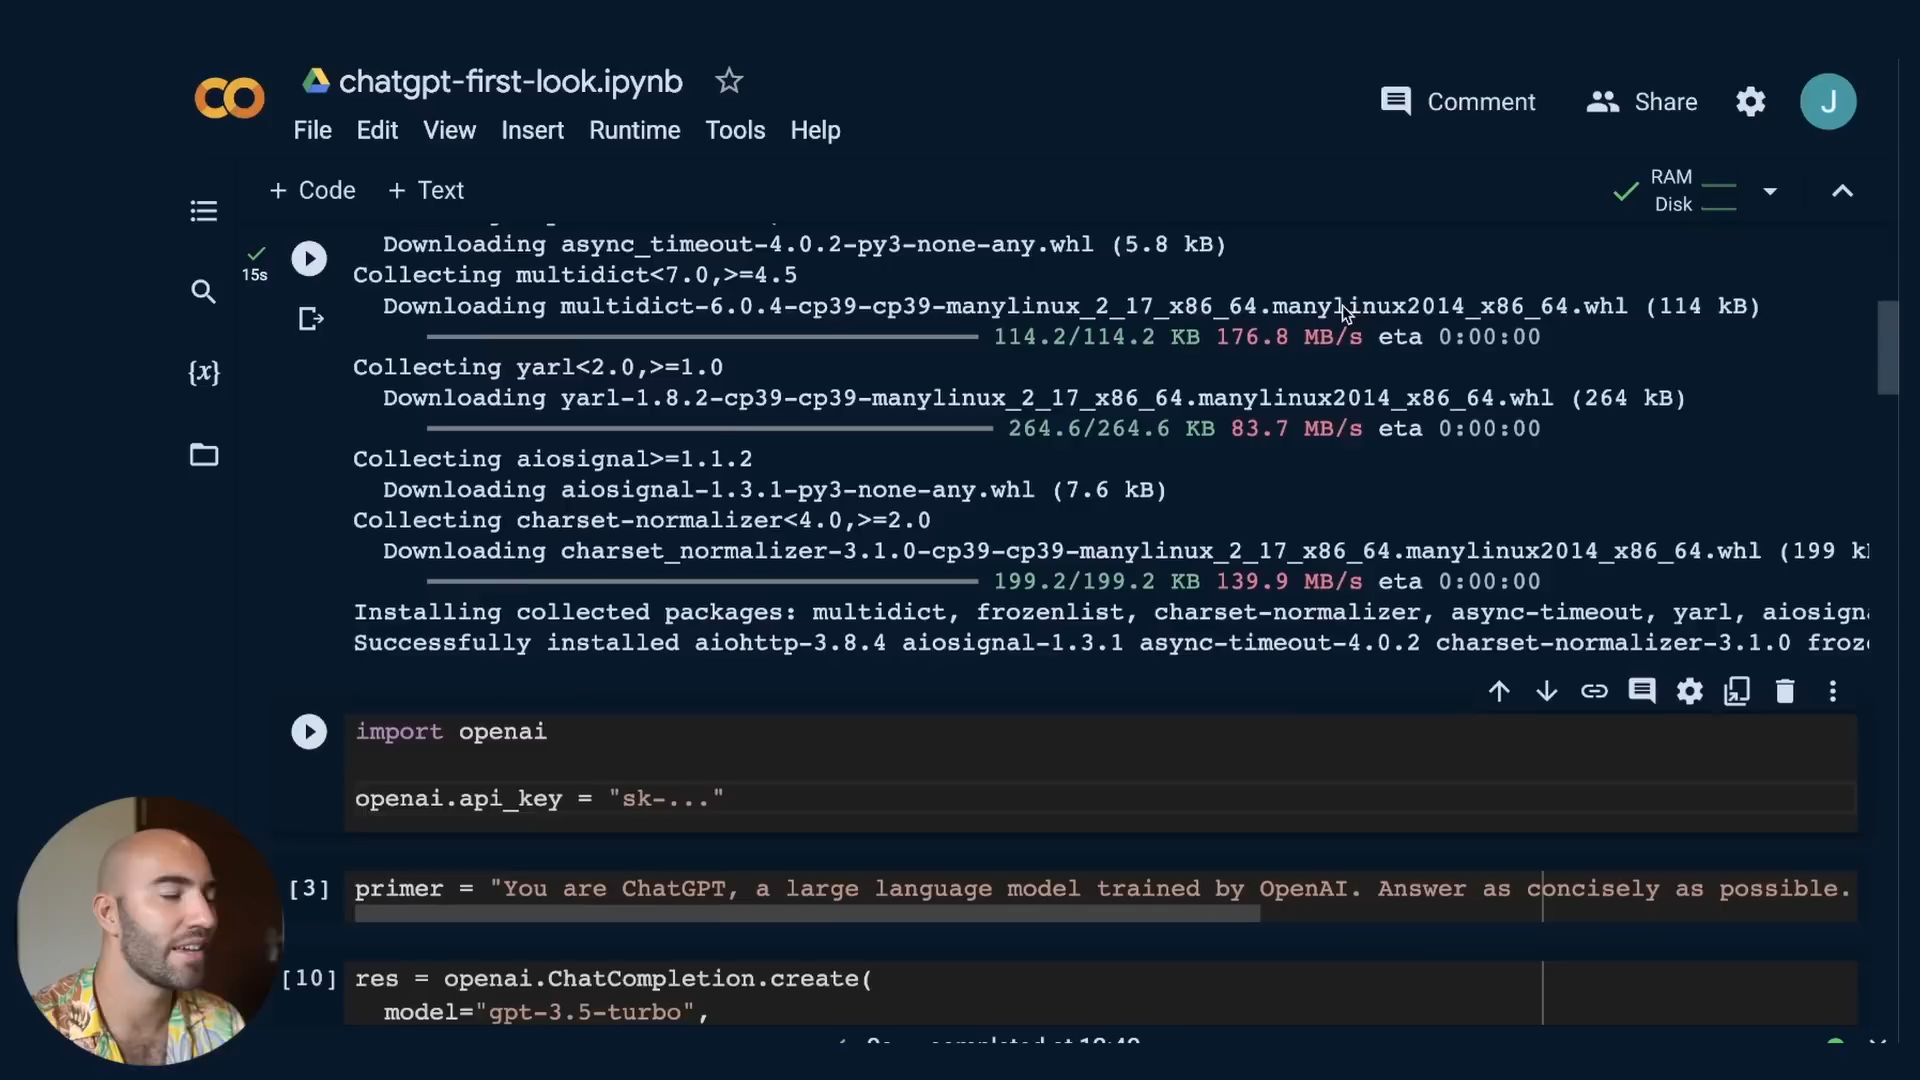 chatgpt-first-look.ipynb
File Edit View Insert Runtime Tools Help
Comment Share J
+ Code + Text
RAM
Disk
Downloading async_timeout-4.0.2-py3-none-any.whl (5.8 kB)
15s
Collecting multidict<7.0,>=4.5
Downloading multidict-6.0.4-cp39-cp39-manylinux_2_17_x86_64.manylinux2014_x86_64.whl (114 kB)
114.2/114.2 KB 176.8 MB/s eta 0:00:00
Collecting yarl<2.0,>=1.0
{x}
Downloading yarl-1.8.2-cp39-cp39-manylinux_2_17_x86_64.manylinux2014_x86_64.whl (264 kB)
264.6/264.6 KB 83.7 MB/s eta 0:00:00
Collecting aiosignal>=1.1.2
Downloading aiosignal-1.3.1-py3-none-any.whl (7.6 kB)
Collecting charset-normalizer<4.0,>=2.0
Downloading charset_normalizer-3.1.0-cp39-cp39-manylinux_2_17_x86_64.manylinux2014_x86_64.whl (199
199.2/199.2 KB 139.9 MB/s eta 0:00:00
Installing collected packages: multidict, frozenlist, charset-normalizer, async-timeout, yarl,
Successfully installed aiohttp-3.8.4 aiosignal-1.3.1 async-timeout-4.0.2 charset-normalizer-3.1.0
import openai
openai.api_key = "sk-..."
[3] primer = "You are ChatGPT, a large language model trained by OpenAI. Answer as concisely as possible.
[10] res = openai.ChatCompletion.create(
model="gpt-3.5-turbo",